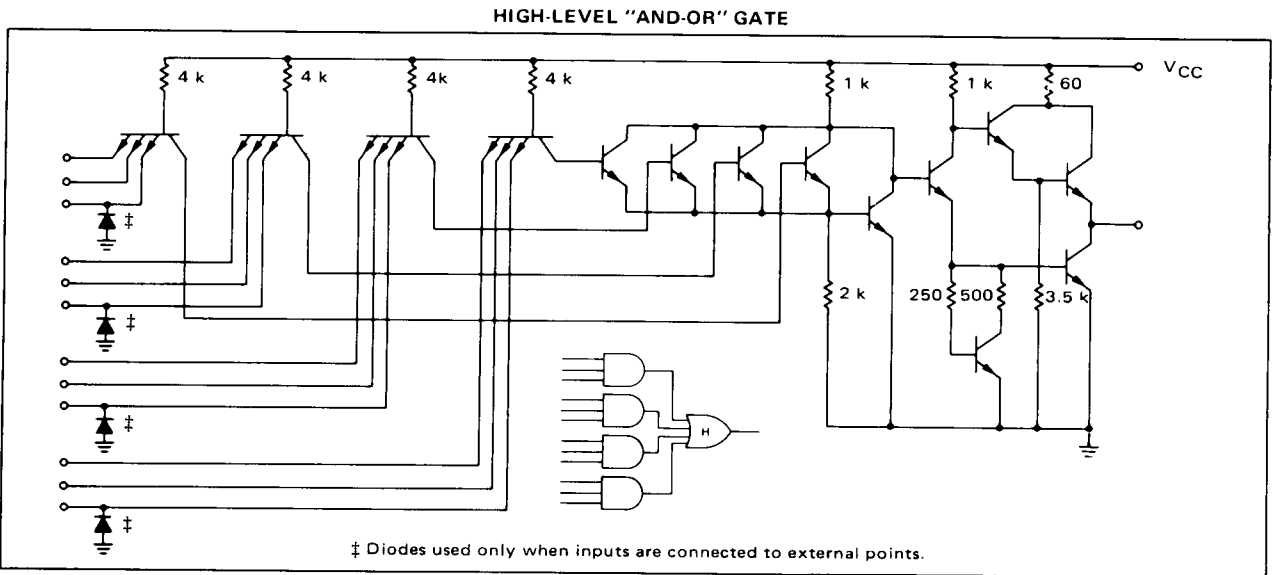 HIGH-LEVEL "AND-OR" GATE
4 k 4 k 4k 4 k 1 k 1 k 60 VCC
‡
‡ 2 k 250 500 3.5 k
‡
H
‡
‡ Diodes used only when inputs are connected to external points.